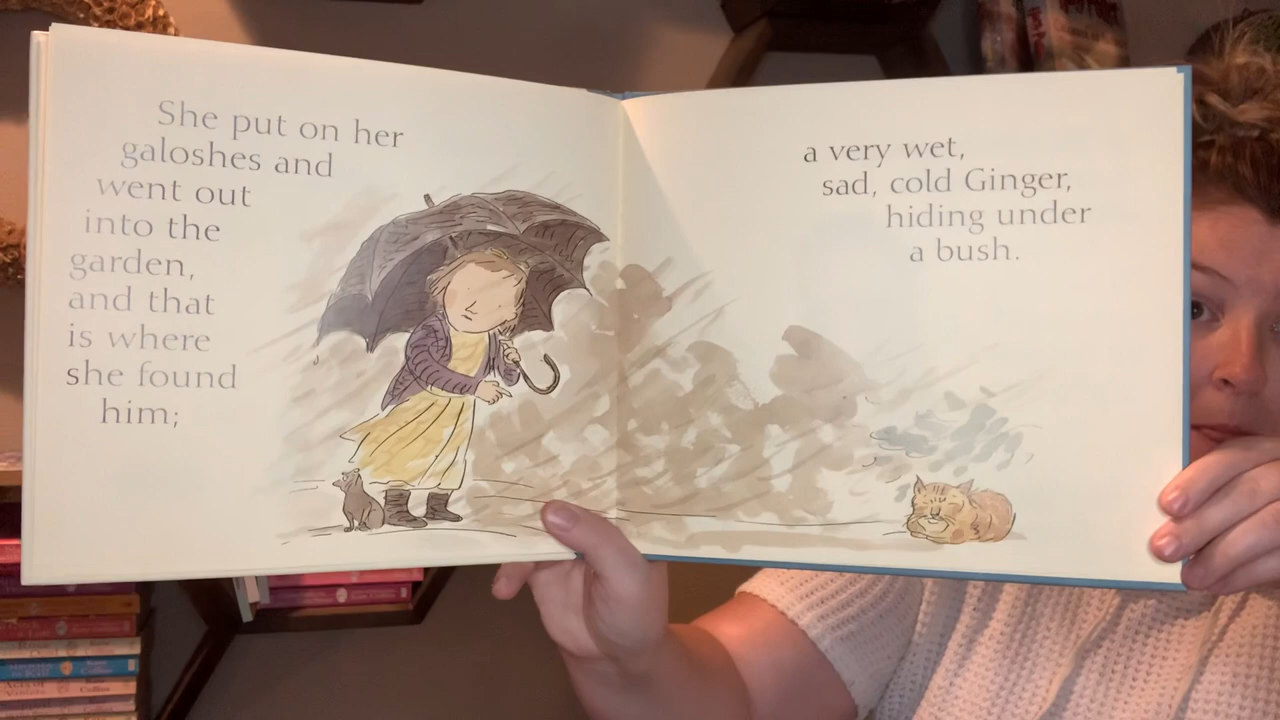 She put on her
galoshes and
went out
into the
garden,
and that
is where
she found
him;
a very wet,
sad, cold Ginger,
hiding under
a bush.